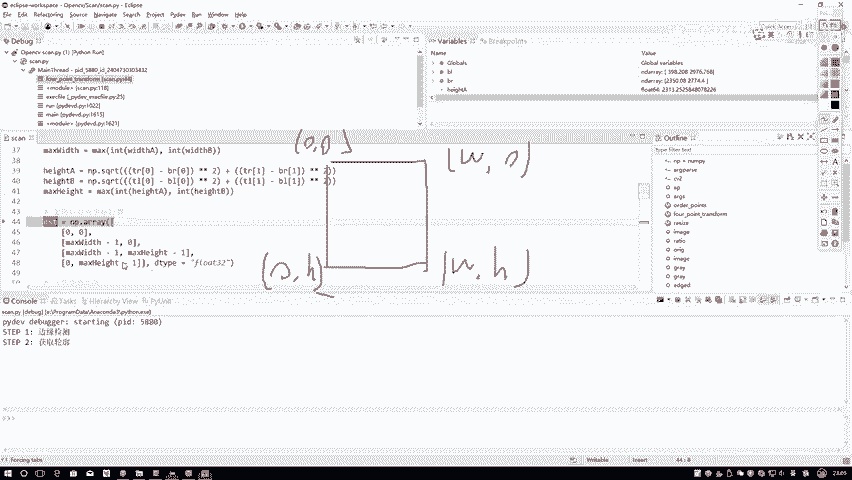 eclipse-workspace - Opencv/Scan/scan.py - Eclipse
File Edit Source Refactoring Navigate Search Project Pydev Run Window Help
Debug
Opencv scan.py [Python Run]
scan.py
MainThread - pid_5880_id_2404730303832
four_point_transform [scan.py:44]
<module> [scan.py:118]
execfile [_pydev_execfile.py:25]
run [pydevd.py:1022]
main [pydevd.py:1615]
<module> [pydevd.py:1621]
Variables Breakpoints
Name Value
Globals Global variables
bl ndarray: [ 398.208 2976.768]
br ndarray: [2350.08 2774.4 ]
heightA float64: 2313.2525848078226
scan
37 maxWidth = max(int(widthA), int(widthB))
38
39 heightA = np.sqrt(((tr[0] - br[0]) ** 2) + ((tr[1] - br[1]) ** 2))
40 heightB = np.sqrt(((tl[0] - bl[0]) ** 2) + ((tl[1] - bl[1]) ** 2))
41 maxHeight = max(int(heightA), int(heightB))
42
43
44 dst = np.array([
45 [0, 0],
46 [maxWidth - 1, 0],
47 [maxWidth - 1, maxHeight - 1],
48 [0, maxHeight - 1]], dtype = "float32")
49
(0,0)
(w,0)
(0,h)
(w,h)
Outline
type filter text
np = numpy
argparse
cv2
ap
args
order_points
four_point_transform
resize
image
ratio
orig
image
gray
gray
edged
Console Tasks Hierarchy View PyUnit
scan.py [debug] [e:\ProgramData\Anaconda3\python.exe]
pydev debugger: starting (pid: 5880)
STEP 1: 边缘检测
STEP 2: 获取轮廓
>>>
Forcing tabs
Writable Insert 44 : 8